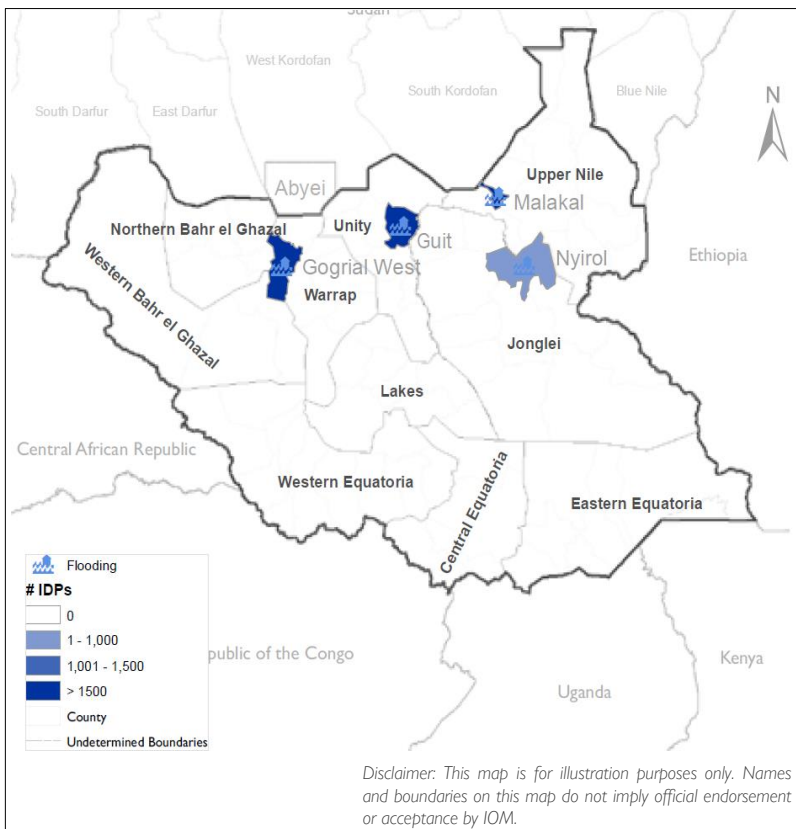 Sudan
West Kordofan
South Kordofan
Blue Nile
South Darfur
East Darfur
N
Upper Nile
Abyei
Malakal
Northern Bahr el Ghazal
Unity
Guit
Nyirol
Ethiopia
Gogrial West
Western Bahr el Ghazal
Warrap
Jonglei
Lakes
Central African Republic
Western Equatoria
Central Equatoria
Eastern Equatoria
Flooding
# IDPs
0
1 - 1,000
1,001 - 1,500
> 1500
County
Undetermined Boundaries
public of the Congo
Kenya
Uganda
Disclaimer: This map is for illustration purposes only. Names
and boundaries on this map do not imply official endorsement
or acceptance by IOM.